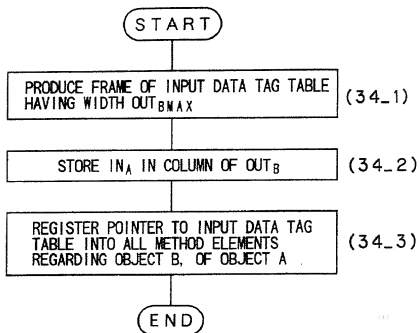 START
PRODUCE FRAME OF INPUT DATA TAG TABLE
HAVING WIDTH OUTBMAX
(34_1)
STORE INA IN COLUMN OF OUTB
(34_2)
REGISTER POINTER TO INPUT DATA TAG
TABLE INTO ALL METHOD ELEMENTS
REGARDING OBJECT B, OF OBJECT A
(34_3)
END